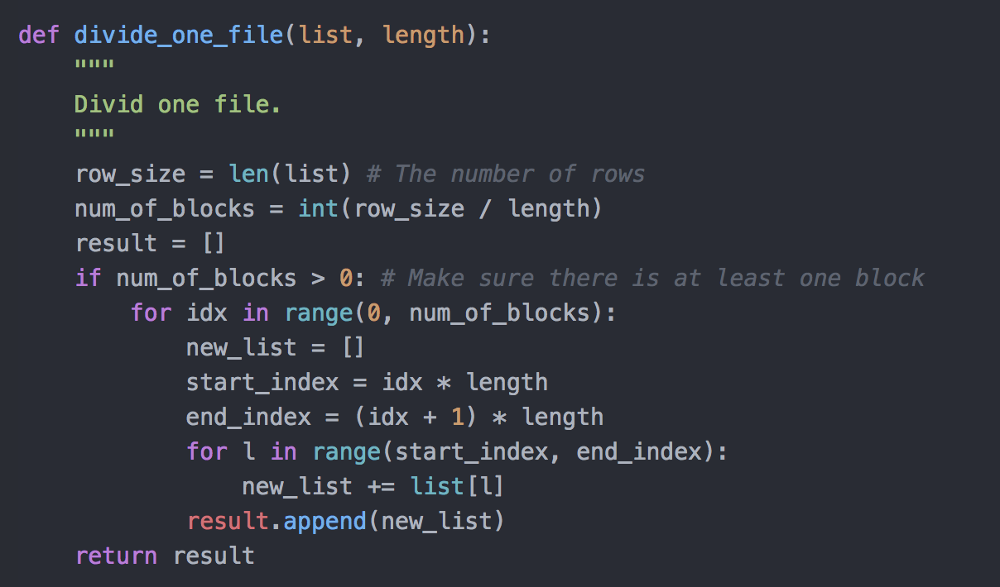 def divide_one_file(list, length):
    """
    Divid one file.
    """
    row_size = len(list) # The number of rows
    num_of_blocks = int(row_size / length)
    result = []
    if num_of_blocks > 0: # Make sure there is at least one block
        for idx in range(0, num_of_blocks):
            new_list = []
            start_index = idx * length
            end_index = (idx + 1) * length
            for l in range(start_index, end_index):
                new_list += list[l]
            result.append(new_list)
    return result